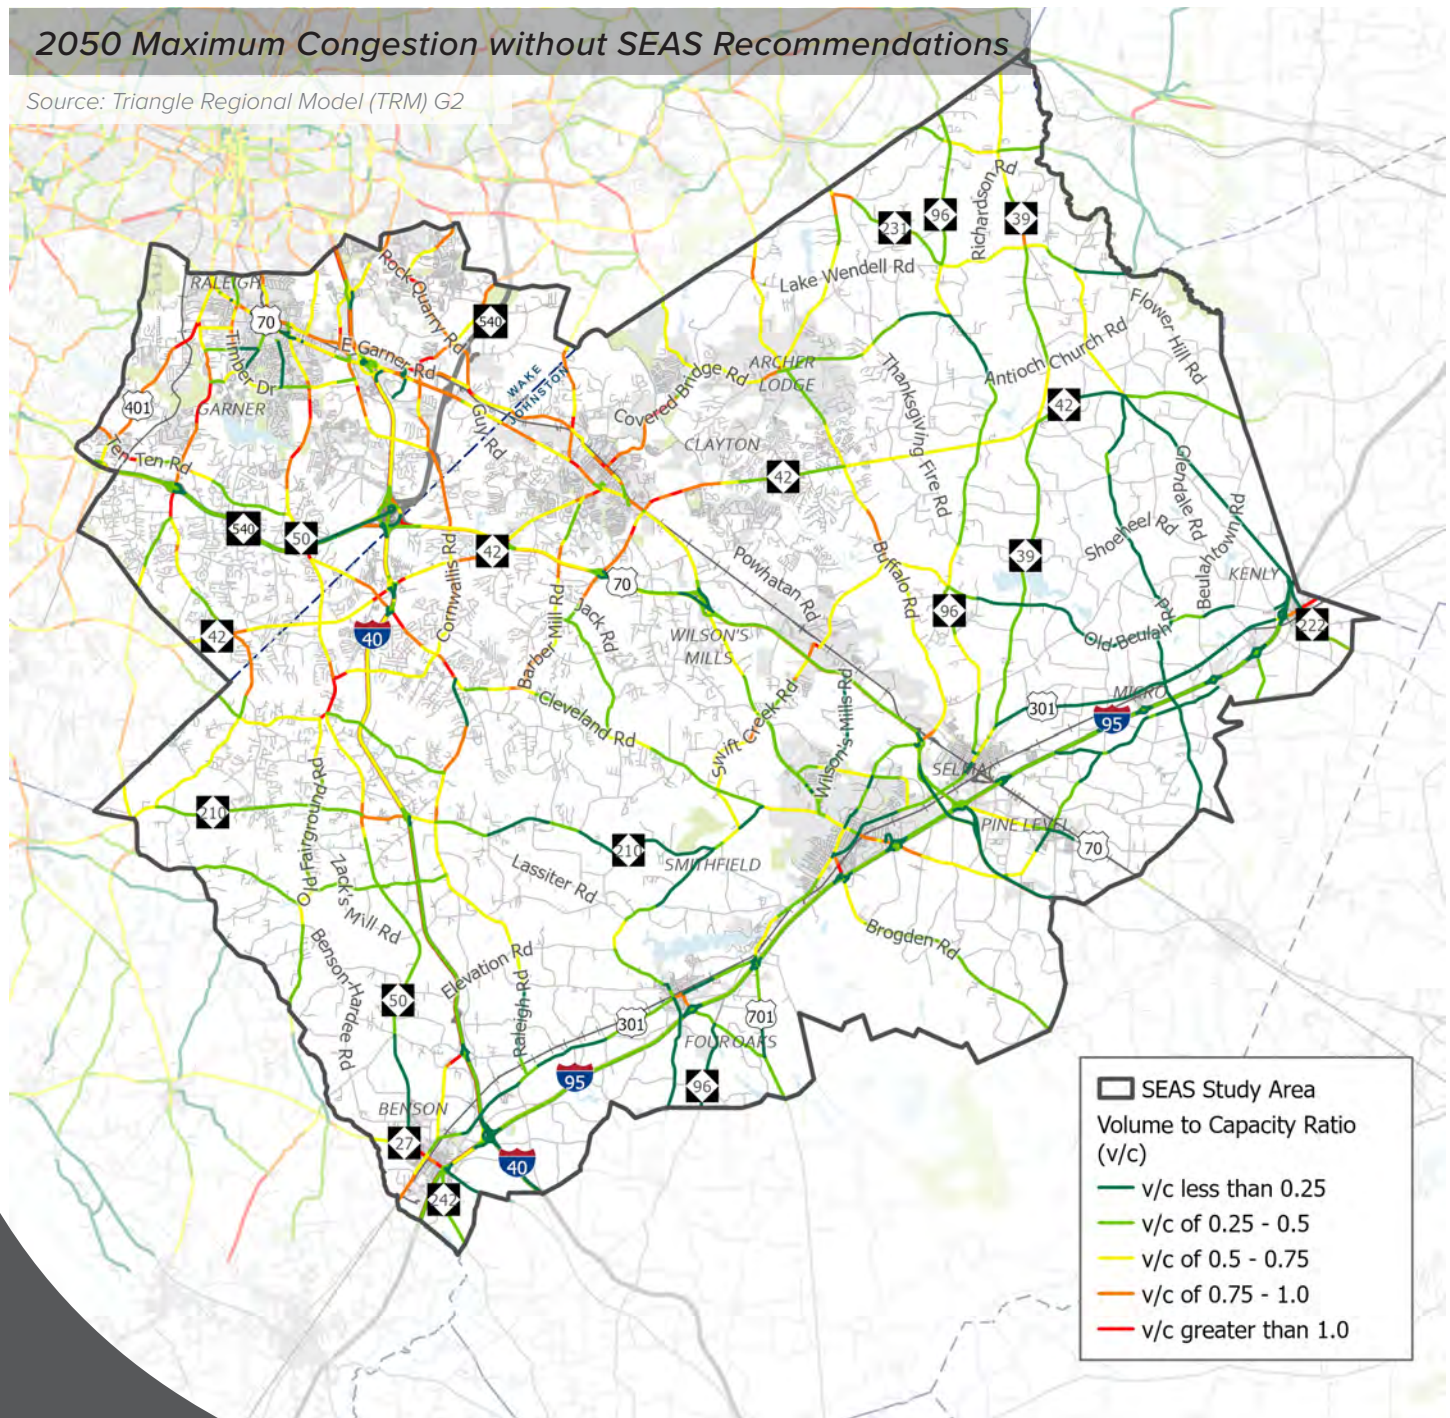 2050 Maximum Congestion without SEAS Recommendations
Source: Triangle Regional Model (TRM) G2
96
39
231
Richardson Rd
Lake Wendell Rd
RALEIGH
Rock Quarry Rd
540
70
Flower Hill Rd
E Garner Rd
Timber Dr
WAKE
JOHNSTON
ARCHER
LODGE
Antioch Church Rd
Thanksgiving Fire Rd
Covered Bridge Rd
401
GARNER
42
Guy Rd
CLAYTON
Ten-Ten Rd
42
Glendale Rd
540
50
42
Shoeheel Rd
Beulahtown Rd
39
Powhatan Rd
Buffalo Rd
KENLY
70
Cornwallis Rd
Barber Mill Rd
Jack Rd
96
222
42
40
WILSON'S
MILLS
Old Beulah Rd
Cleveland Rd
Swift Creek Rd
Wilson's Mills Rd
MICRO
301
95
SELMA
Old Fairground Rd
210
PINE LEVEL
70
210
SMITHFIELD
Lassiter Rd
Zack's Mill Rd
Brogden Rd
Benson-Hardee Rd
Elevation Rd
50
Raleigh Rd
301
701
FOUR OAKS
95
96
BENSON
27
40
242
SEAS Study Area
Volume to Capacity Ratio
(v/c)
v/c less than 0.25
v/c of 0.25 - 0.5
v/c of 0.5 - 0.75
v/c of 0.75 - 1.0
v/c greater than 1.0